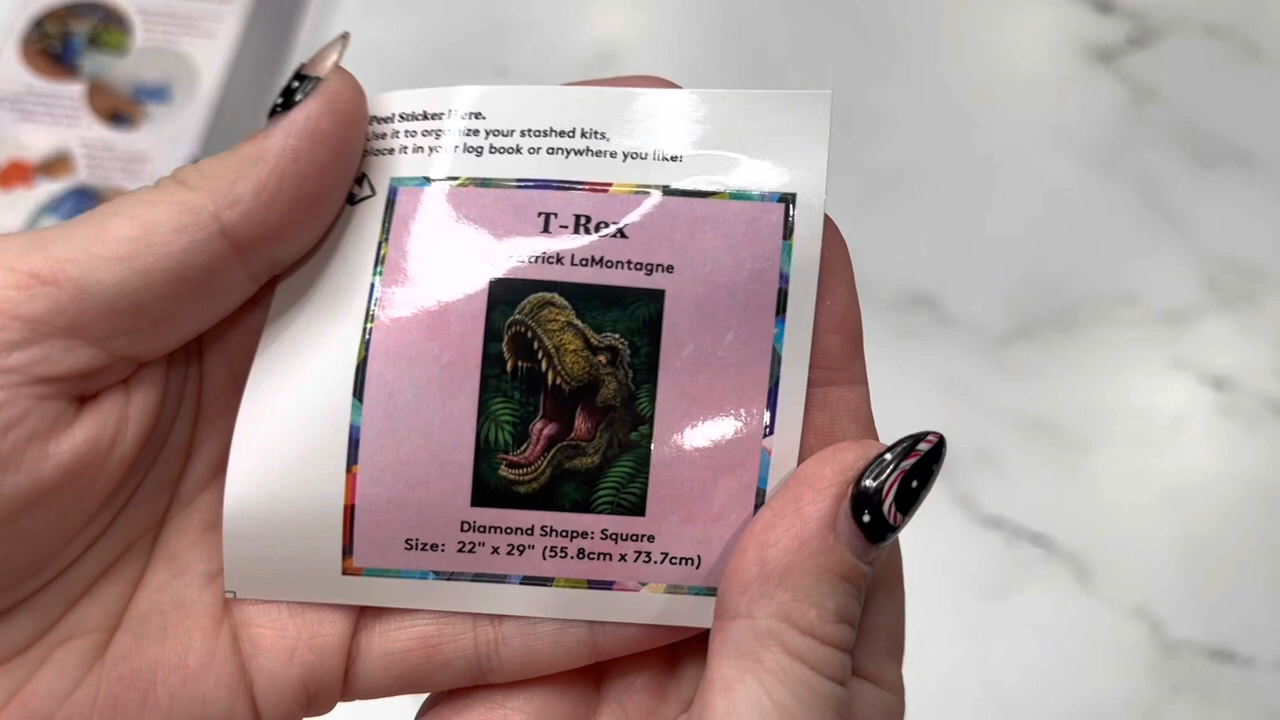 Peel Sticker Here.
Use it to organize your stashed kits,
place it in your log book or anywhere you like!
T-Rex
Patrick LaMontagne
Diamond Shape: Square
Size: 22" x 29" (55.8cm x 73.7cm)